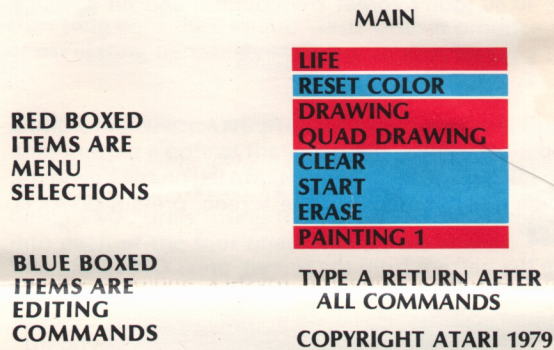 MAIN
LIFE
RESET COLOR
DRAWING
QUAD DRAWING
CLEAR
START
ERASE
PAINTING 1
RED BOXED
ITEMS ARE
MENU
SELECTIONS
BLUE BOXED
ITEMS ARE
EDITING
COMMANDS
TYPE A RETURN AFTER
ALL COMMANDS
COPYRIGHT ATARI 1979